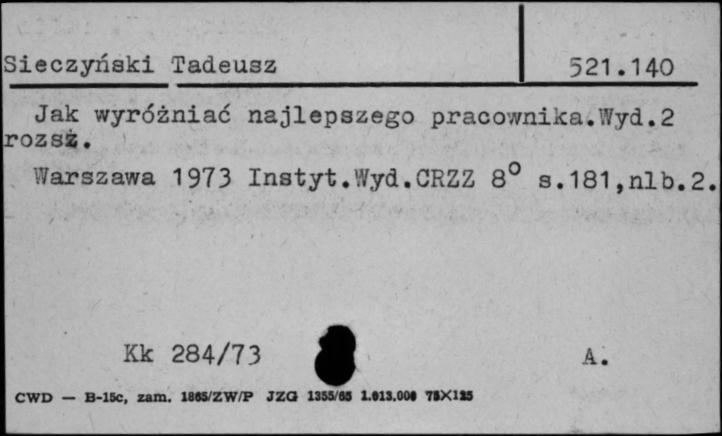 Sieczyński Tadeusz 521.140
Jak wyróżniać najlepszego pracownika.Wyd.2
rozsz.
Warszawa 1973 Instyt.Wyd.CRZZ 8° s.181,nlb.2.
Kk 284/73 A.
CWD — B-15c, zam. 1865/ZW/P JZG 1355/65 1.013.000 75X125